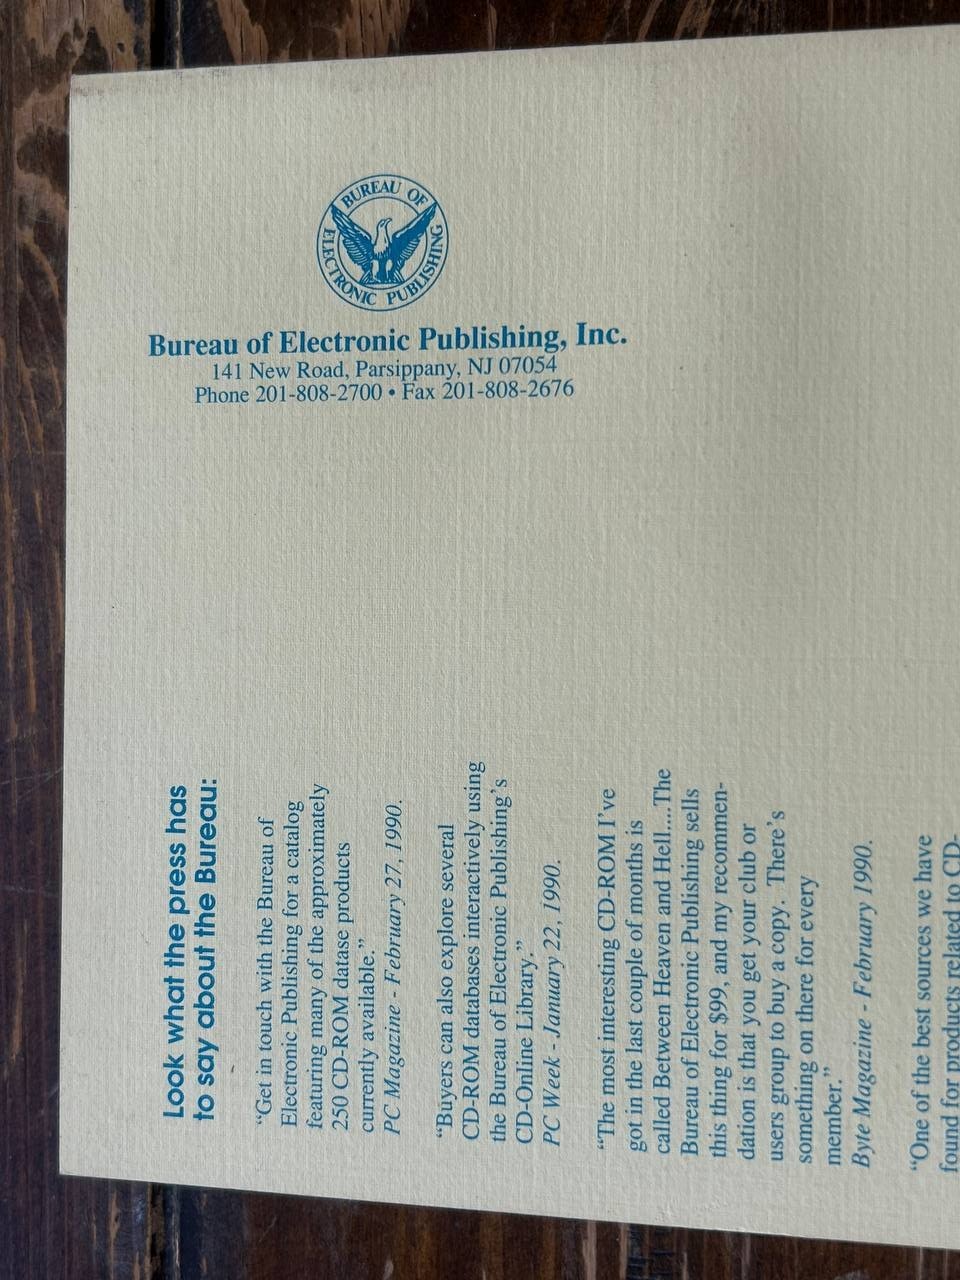 BUREAU OF
ELECTRONIC PUBLISHING
Bureau of Electronic Publishing, Inc.
141 New Road, Parsippany, NJ 07054
Phone 201-808-2700 • Fax 201-808-2676
Look what the press has
to say about the Bureau:
“Get in touch with the Bureau of
Electronic Publishing for a catalog
featuring many of the approximately
250 CD-ROM datase products
currently available.”
PC Magazine - February 27, 1990.
“Buyers can also explore several
CD-ROM databases interactively using
the Bureau of Electronic Publishing’s
CD-Online Library.”
PC Week - January 22, 1990.
“The most interesting CD-ROM I’ve
got in the last couple of months is
called Between Heaven and Hell.....The
Bureau of Electronic Publishing sells
this thing for $99, and my recommen-
dation is that you get your club or
users group to buy a copy. There’s
something on there for every
member.”
Byte Magazine - February 1990.
“One of the best sources we have
found for products related to CD-